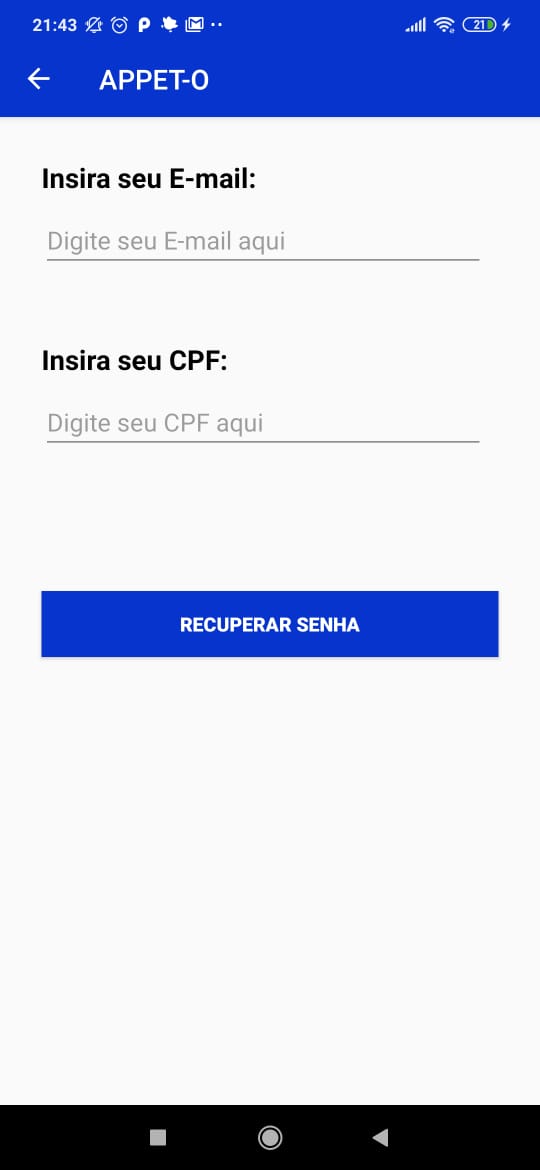 21:43
21
APPET-O
Insira seu E-mail:
Digite seu E-mail aqui
Insira seu CPF:
Digite seu CPF aqui
RECUPERAR SENHA